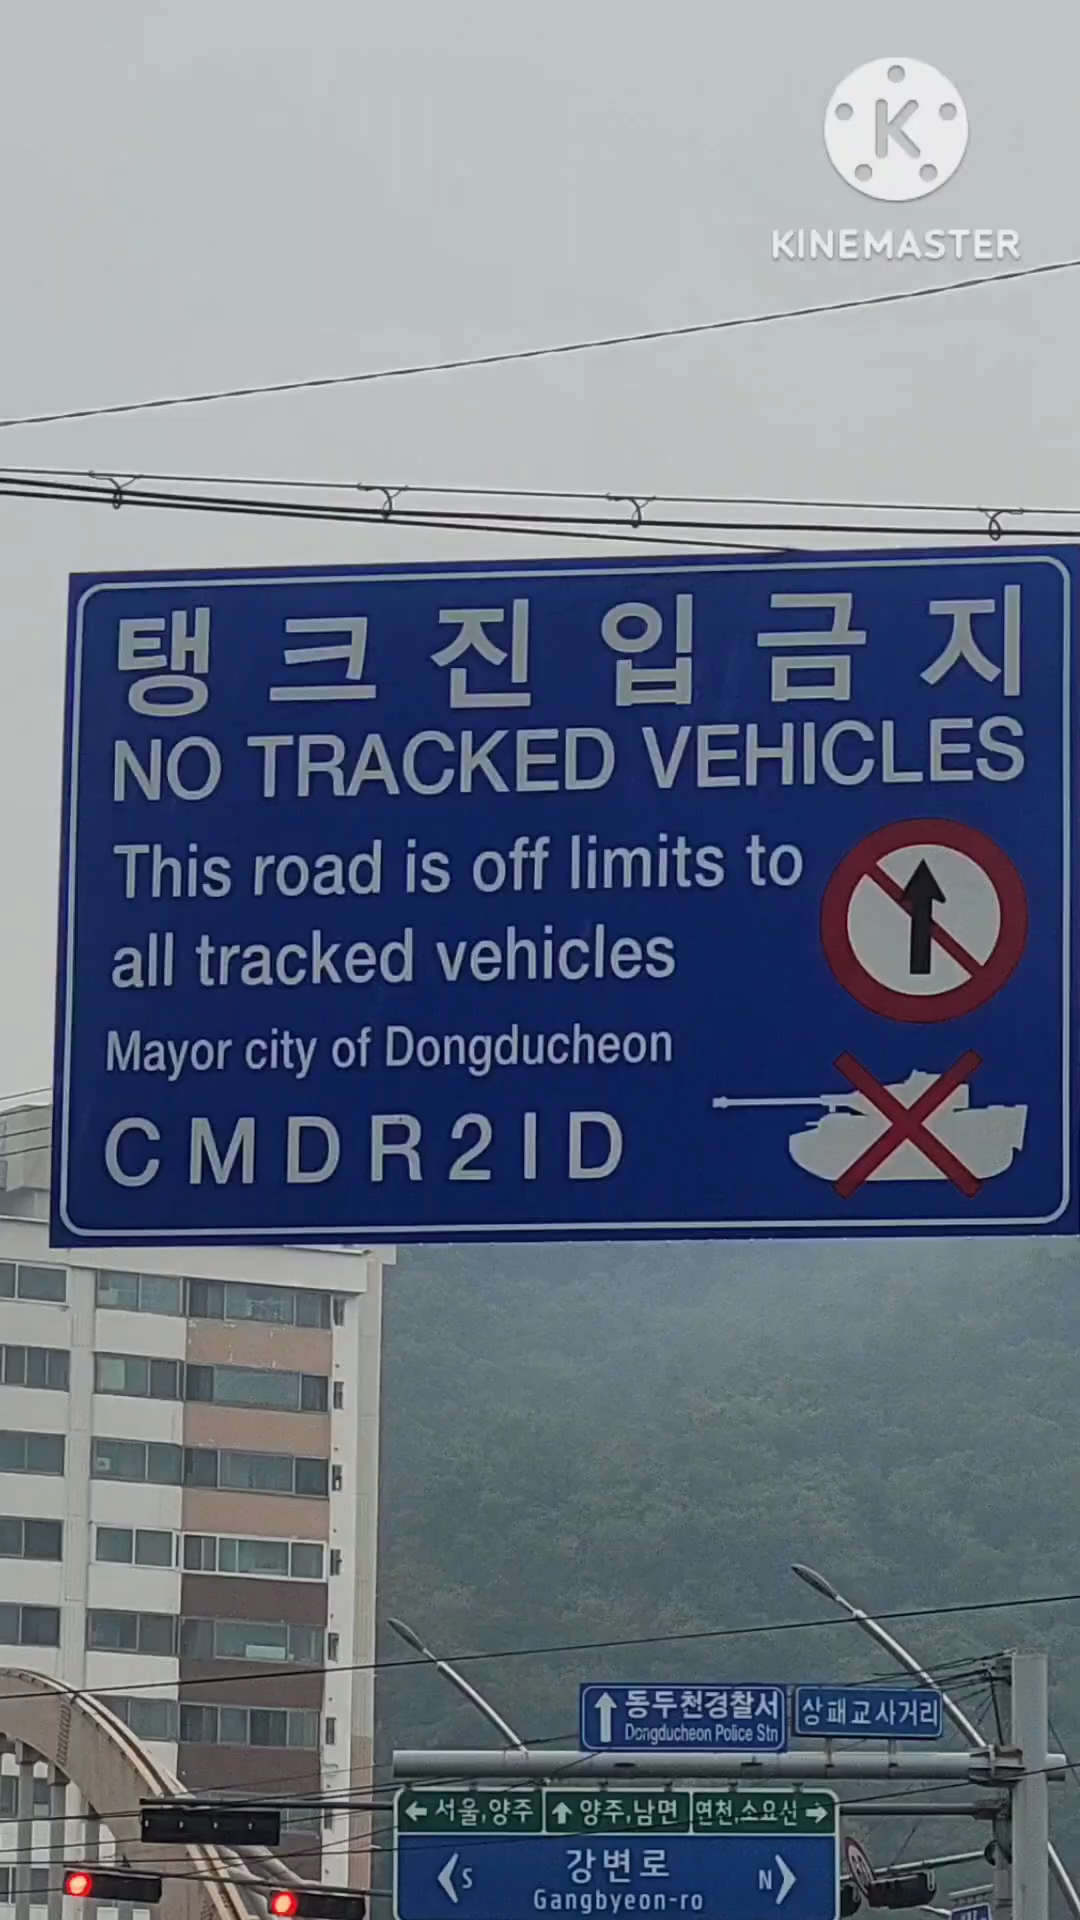 K
KINEMASTER
탱크진입금지
NO TRACKED VEHICLES
This road is off limits to
all tracked vehicles
Mayor city of Dongducheon
CMDR2ID
동두천경찰서
Dongducheon Police Stn
상패교사거리
서울,양주
양주,남면
연천,소요산
S
강변로
N
Gangbyeon-ro